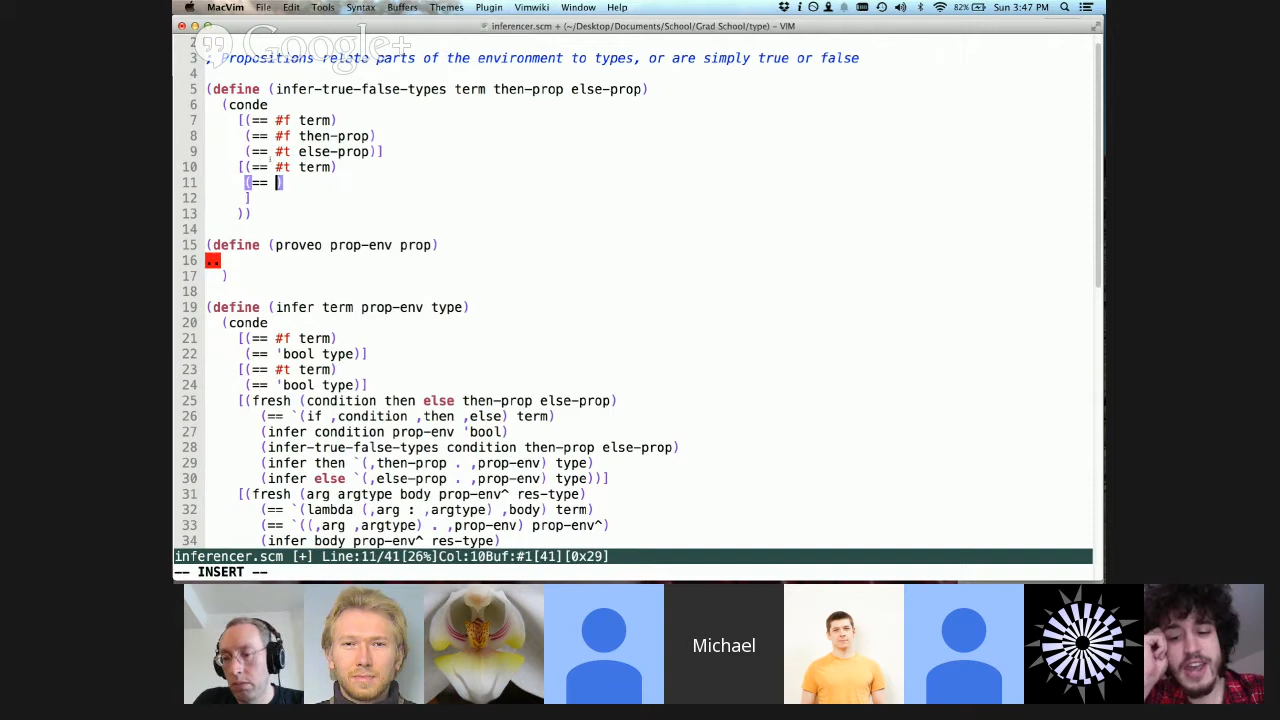 MacVim File Edit Tools Syntax Buffers Themes Plugin Vimwiki Window Help 82% Sun 3:47 PM
inferencer.scm + (~/Desktop/Documents/School/Grad School/type) – VIM
Google+
2
3 ; Propositions relate parts of the environment to types, or are simply true or false
4
5 (define (infer-true-false-types term then-prop else-prop)
6 (conde
7 [(== #f term)
8 (== #f then-prop)
9 (== #t else-prop)]
10 [(== #t term)
11 (== )
12 ]
13 ))
14
15 (define (proveo prop-env prop)
16 ..
17 )
18
19 (define (infer term prop-env type)
20 (conde
21 [(== #f term)
22 (== 'bool type)]
23 [(== #t term)
24 (== 'bool type)]
25 [(fresh (condition then else then-prop else-prop)
26 (== `(if ,condition ,then ,else) term)
27 (infer condition prop-env 'bool)
28 (infer-true-false-types condition then-prop else-prop)
29 (infer then `(,then-prop . ,prop-env) type)
30 (infer else `(,else-prop . ,prop-env) type))]
31 [(fresh (arg argtype body prop-env^ res-type)
32 (== `(lambda (,arg : ,argtype) ,body) term)
33 (== `((,arg ,argtype) . ,prop-env) prop-env^)
34 (infer body prop-env^ res-type)
inferencer.scm [+] Line:11/41[26%]Col:10Buf:#1[41][0x29]
-- INSERT --
Michael